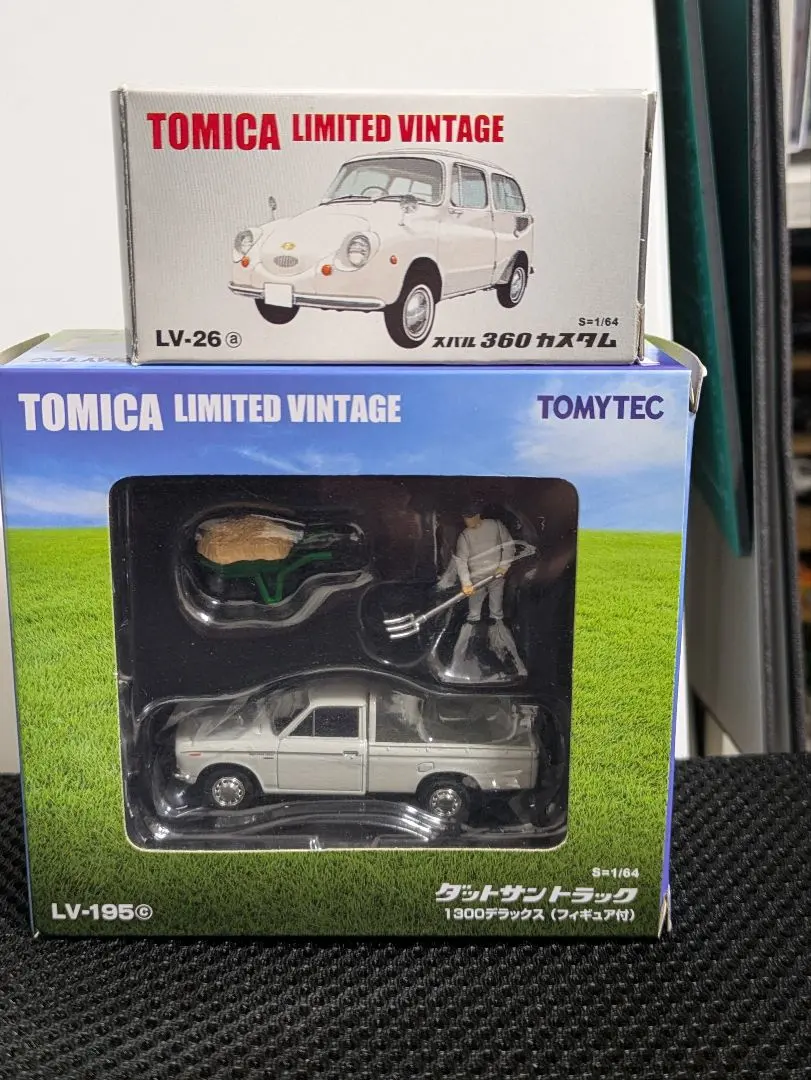 TOMICA LIMITED VINTAGE
S=1/64
LV-26 ⓐ スバル 360 カスタム
TOMYTEC
TOMICA LIMITED VINTAGE TOMYTEC
S=1/64
ダットサントラック
LV-195ⓒ 1300デラックス（フィギュア付）